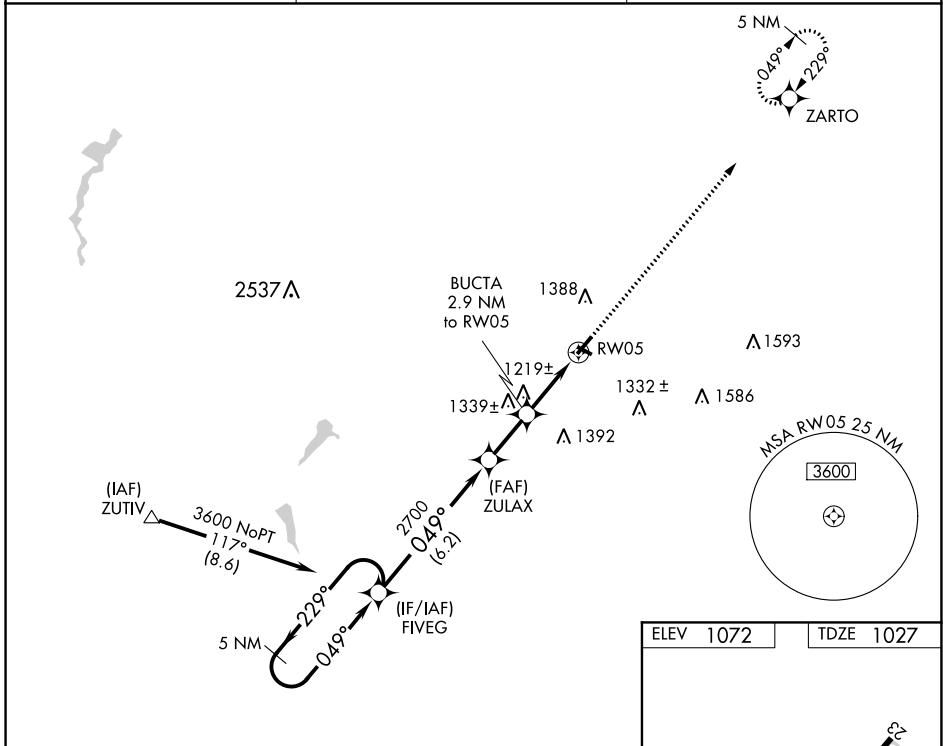 5 NM
049°
229°
ZARTO
2537
BUCTA
2.9 NM
to RW05
1388
RW05
1593
1219±
1339±
1332 ±
1586
1392
MSA RW05 25 NM
3600
(FAF)
ZULAX
(IAF)
ZUTIV
3600 NoPT
117°
(8.6)
2700
049°
(6.2)
229°
049°
5 NM
(IF/IAF)
FIVEG
ELEV 1072
TDZE 1027
23